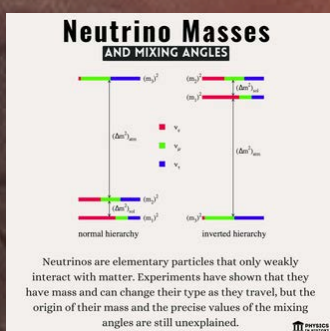 Neutrino Masses
AND MIXING ANGLES
(m₃)²
(m₂)²
(Δm²)sol
(m₁)²
(Δm²)atm
(Δm²)atm
νe
νμ
ντ
(m₂)²
(Δm²)sol
(m₁)²
(m₃)²
normal hierarchy
inverted hierarchy
Neutrinos are elementary particles that only weakly
interact with matter. Experiments have shown that they
have mass and can change their type as they travel, but the
origin of their mass and the precise values of the mixing
angles are still unexplained.
PHYSICS